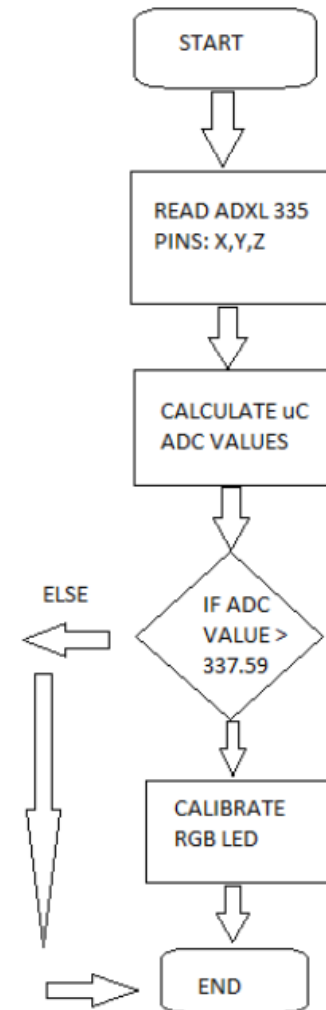 START
READ ADXL 335
PINS: X,Y,Z
CALCULATE uC
ADC VALUES
ELSE
IF ADC
VALUE >
337.59
CALIBRATE
RGB LED
END